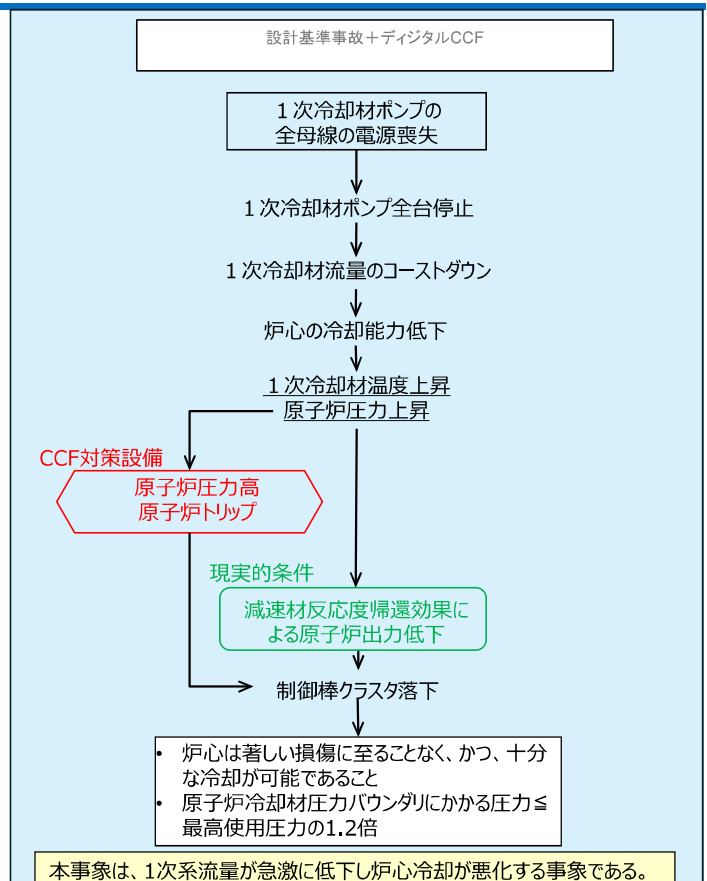 設計基準事故＋ディジタルCCF
１次冷却材ポンプの
全母線の電源喪失
１次冷却材ポンプ全台停止
１次冷却材流量のコーストダウン
炉心の冷却能力低下
１次冷却材温度上昇
原子炉圧力上昇
CCF対策設備
原子炉圧力高
原子炉トリップ
現実的条件
減速材反応度帰還効果に
よる原子炉出力低下
制御棒クラスタ落下
• 炉心は著しい損傷に至ることなく、かつ、十分
な冷却が可能であること
• 原子炉冷却材圧力バウンダリにかかる圧力≦
最高使用圧力の1.2倍
本事象は、1次系流量が急激に低下し炉心冷却が悪化する事象である。